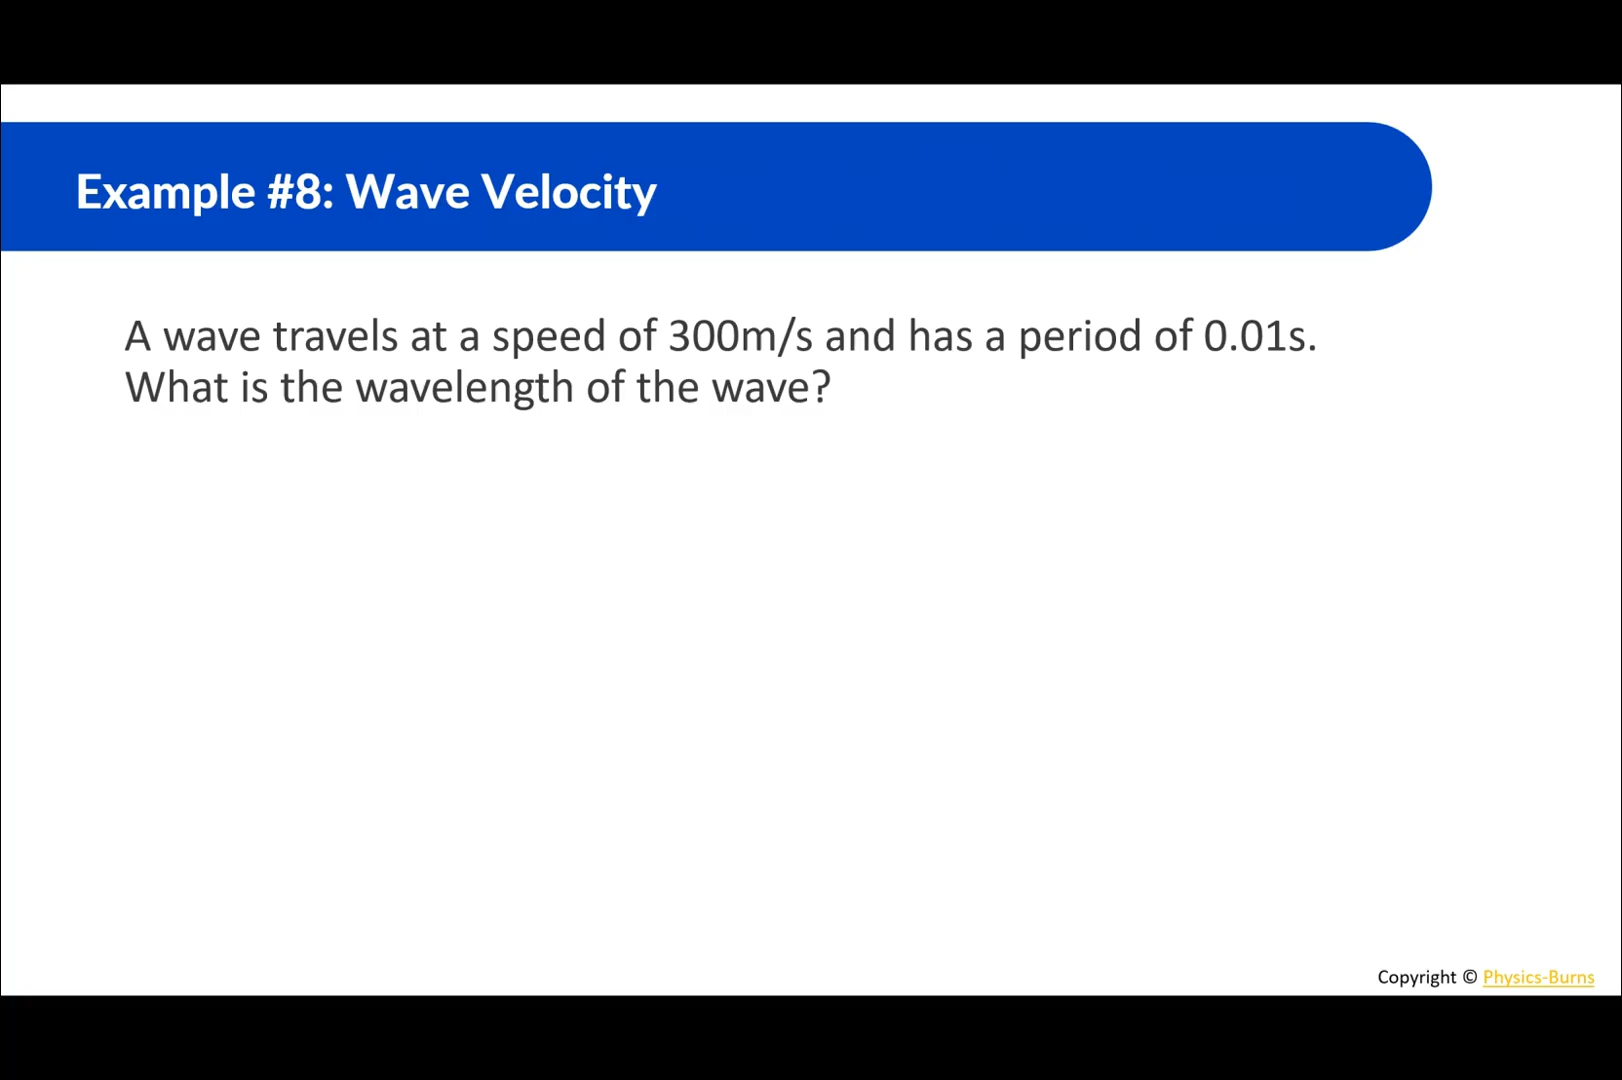 Example #8: Wave Velocity
A wave travels at a speed of 300m/s and has a period of 0.01s.
What is the wavelength of the wave?
Copyright © Physics-Burns